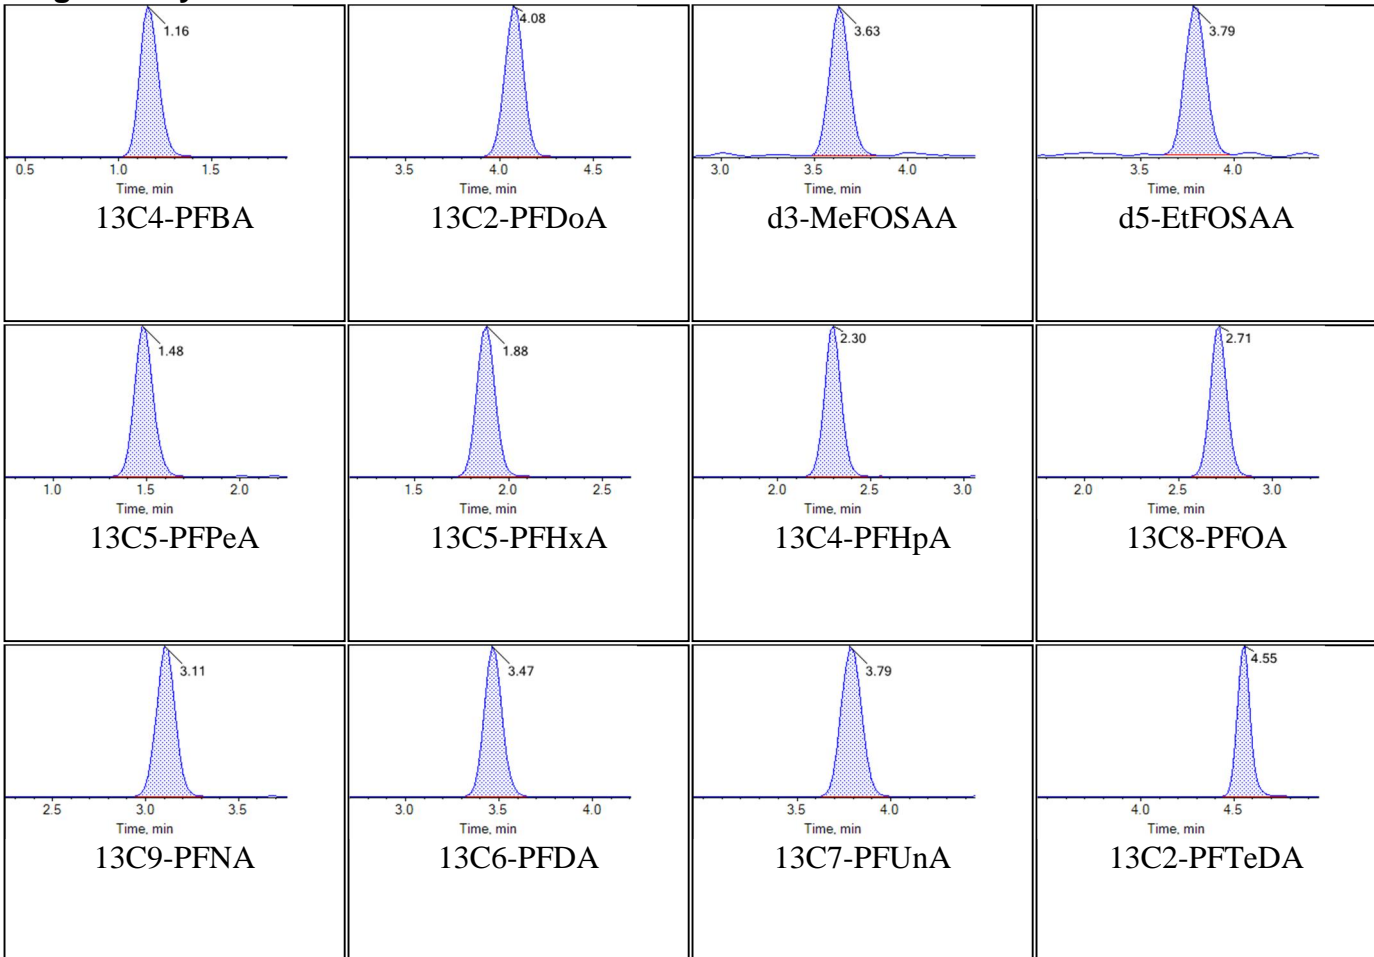 1.16
0.5 1.0 1.5
Time, min
13C4-PFBA
4.08
3.5 4.0 4.5
Time, min
13C2-PFDoA
3.63
3.0 3.5 4.0
Time, min
d3-MeFOSAA
3.79
3.5 4.0
Time, min
d5-EtFOSAA
1.48
1.0 1.5 2.0
Time, min
13C5-PFPeA
1.88
1.5 2.0 2.5
Time, min
13C5-PFHxA
2.30
2.0 2.5 3.0
Time, min
13C4-PFHpA
2.71
2.0 2.5 3.0
Time, min
13C8-PFOA
3.11
2.5 3.0 3.5
Time, min
13C9-PFNA
3.47
3.0 3.5 4.0
Time, min
13C6-PFDA
3.79
3.5 4.0
Time, min
13C7-PFUnA
4.55
4.0 4.5
Time, min
13C2-PFTeDA